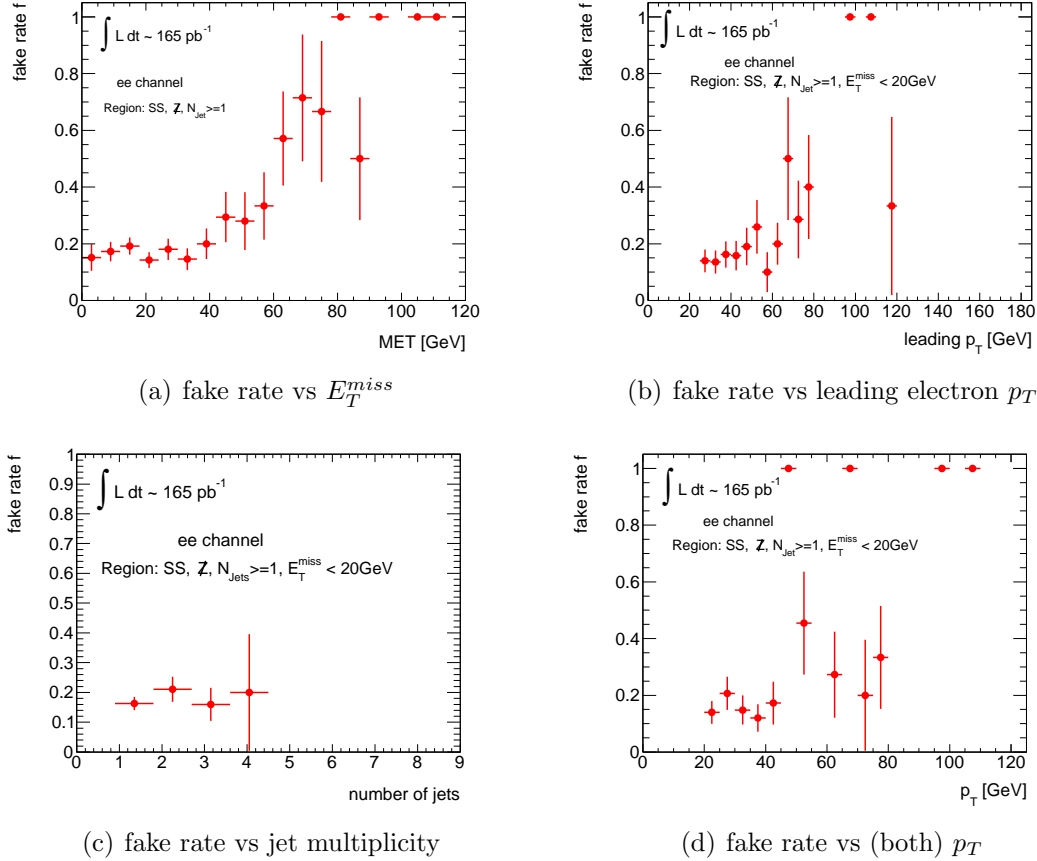 fake rate f
1
0.8
0.6
0.4
0.2
0
∫ L dt ~ 165 pb⁻¹
ee channel
Region: SS, Z̸, N_Jet>=1
0 20 40 60 80 100 120
MET [GeV]
(a) fake rate vs E_T^miss
fake rate f
1
0.8
0.6
0.4
0.2
0
∫ L dt ~ 165 pb⁻¹
ee channel
Region: SS, Z̸, N_Jet>=1, E_T^miss < 20GeV
0 20 40 60 80 100 120 140 160 180
leading p_T [GeV]
(b) fake rate vs leading electron p_T
fake rate f
1
0.9
0.8
0.7
0.6
0.5
0.4
0.3
0.2
0.1
0
∫ L dt ~ 165 pb⁻¹
ee channel
Region: SS, Z̸, N_Jets>=1, E_T^miss < 20GeV
0 1 2 3 4 5 6 7 8 9
number of jets
(c) fake rate vs jet multiplicity
fake rate f
1
0.8
0.6
0.4
0.2
0
∫ L dt ~ 165 pb⁻¹
ee channel
Region: SS, Z̸, N_Jet>=1, E_T^miss < 20GeV
0 20 40 60 80 100 120
p_T [GeV]
(d) fake rate vs (both) p_T